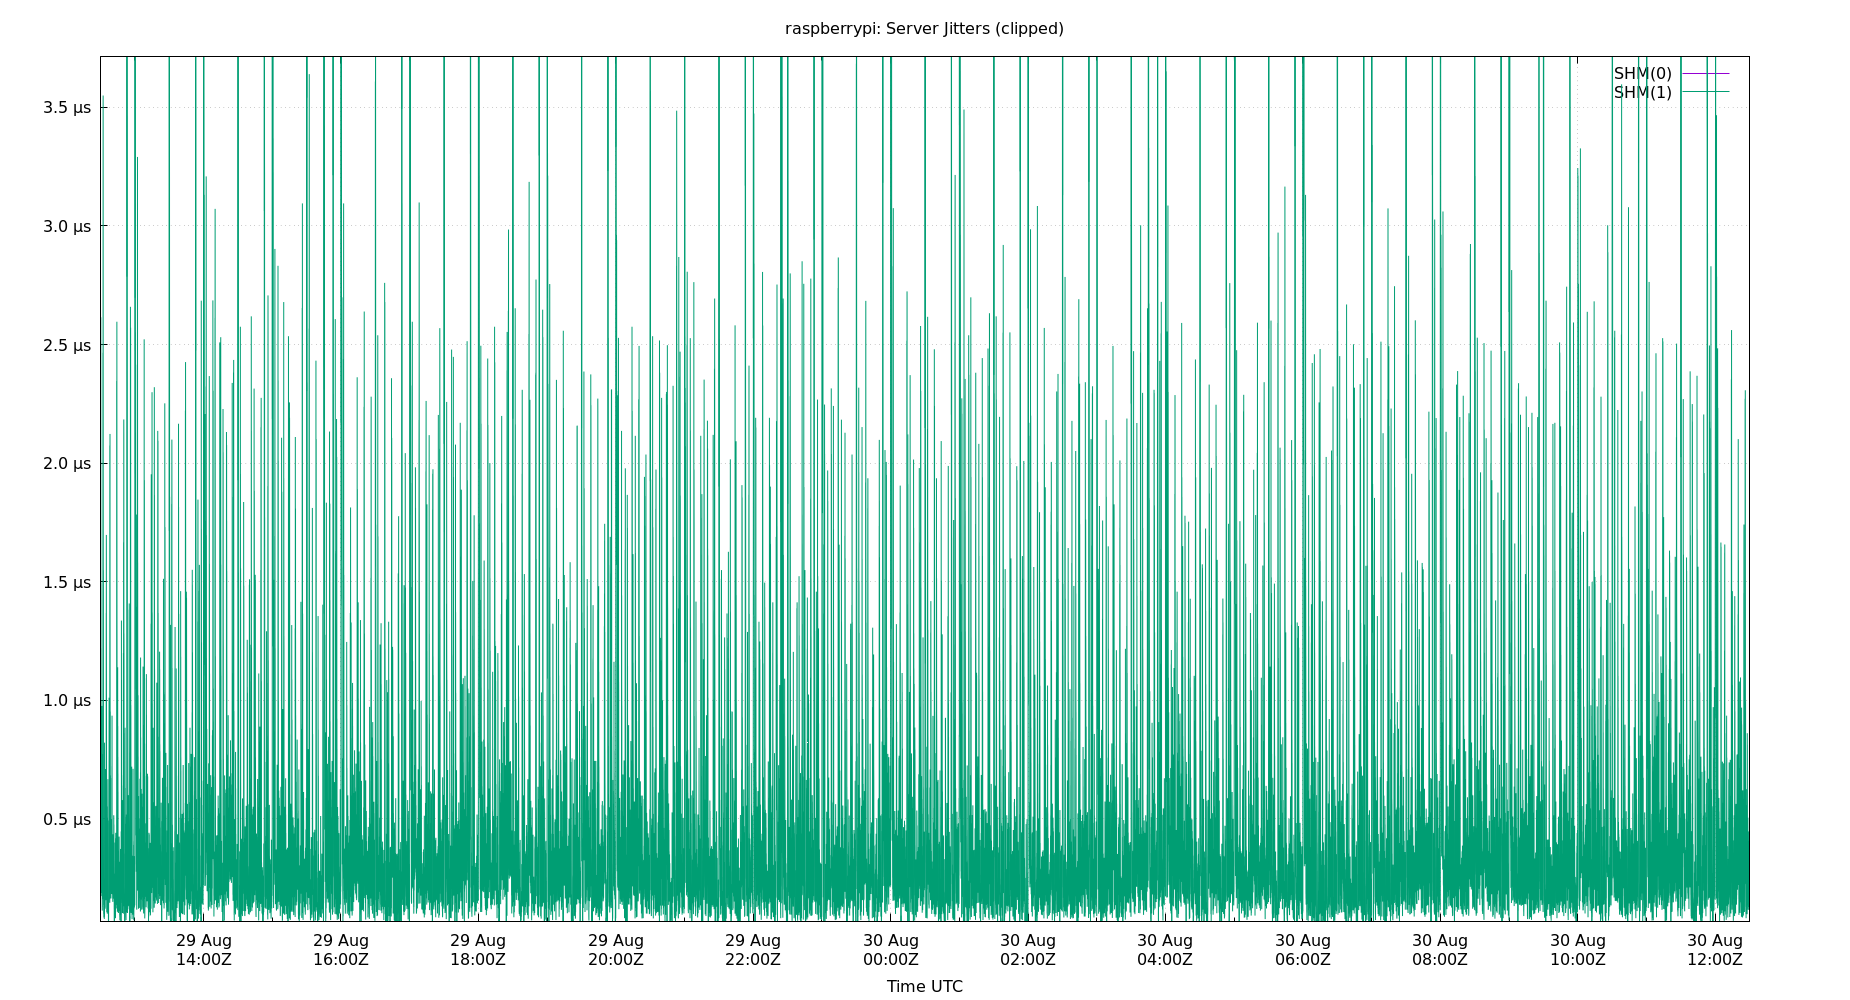 raspberrypi: Server Jitters (clipped)
SHM(0)
SHM(1)
3.5 µs
3.0 µs
2.5 µs
2.0 µs
1.5 µs
1.0 µs
0.5 µs
29 Aug 29 Aug 29 Aug 29 Aug 29 Aug 30 Aug 30 Aug 30 Aug 30 Aug 30 Aug 30 Aug 30 Aug
14:00Z 16:00Z 18:00Z 20:00Z 22:00Z 00:00Z 02:00Z 04:00Z 06:00Z 08:00Z 10:00Z 12:00Z
Time UTC